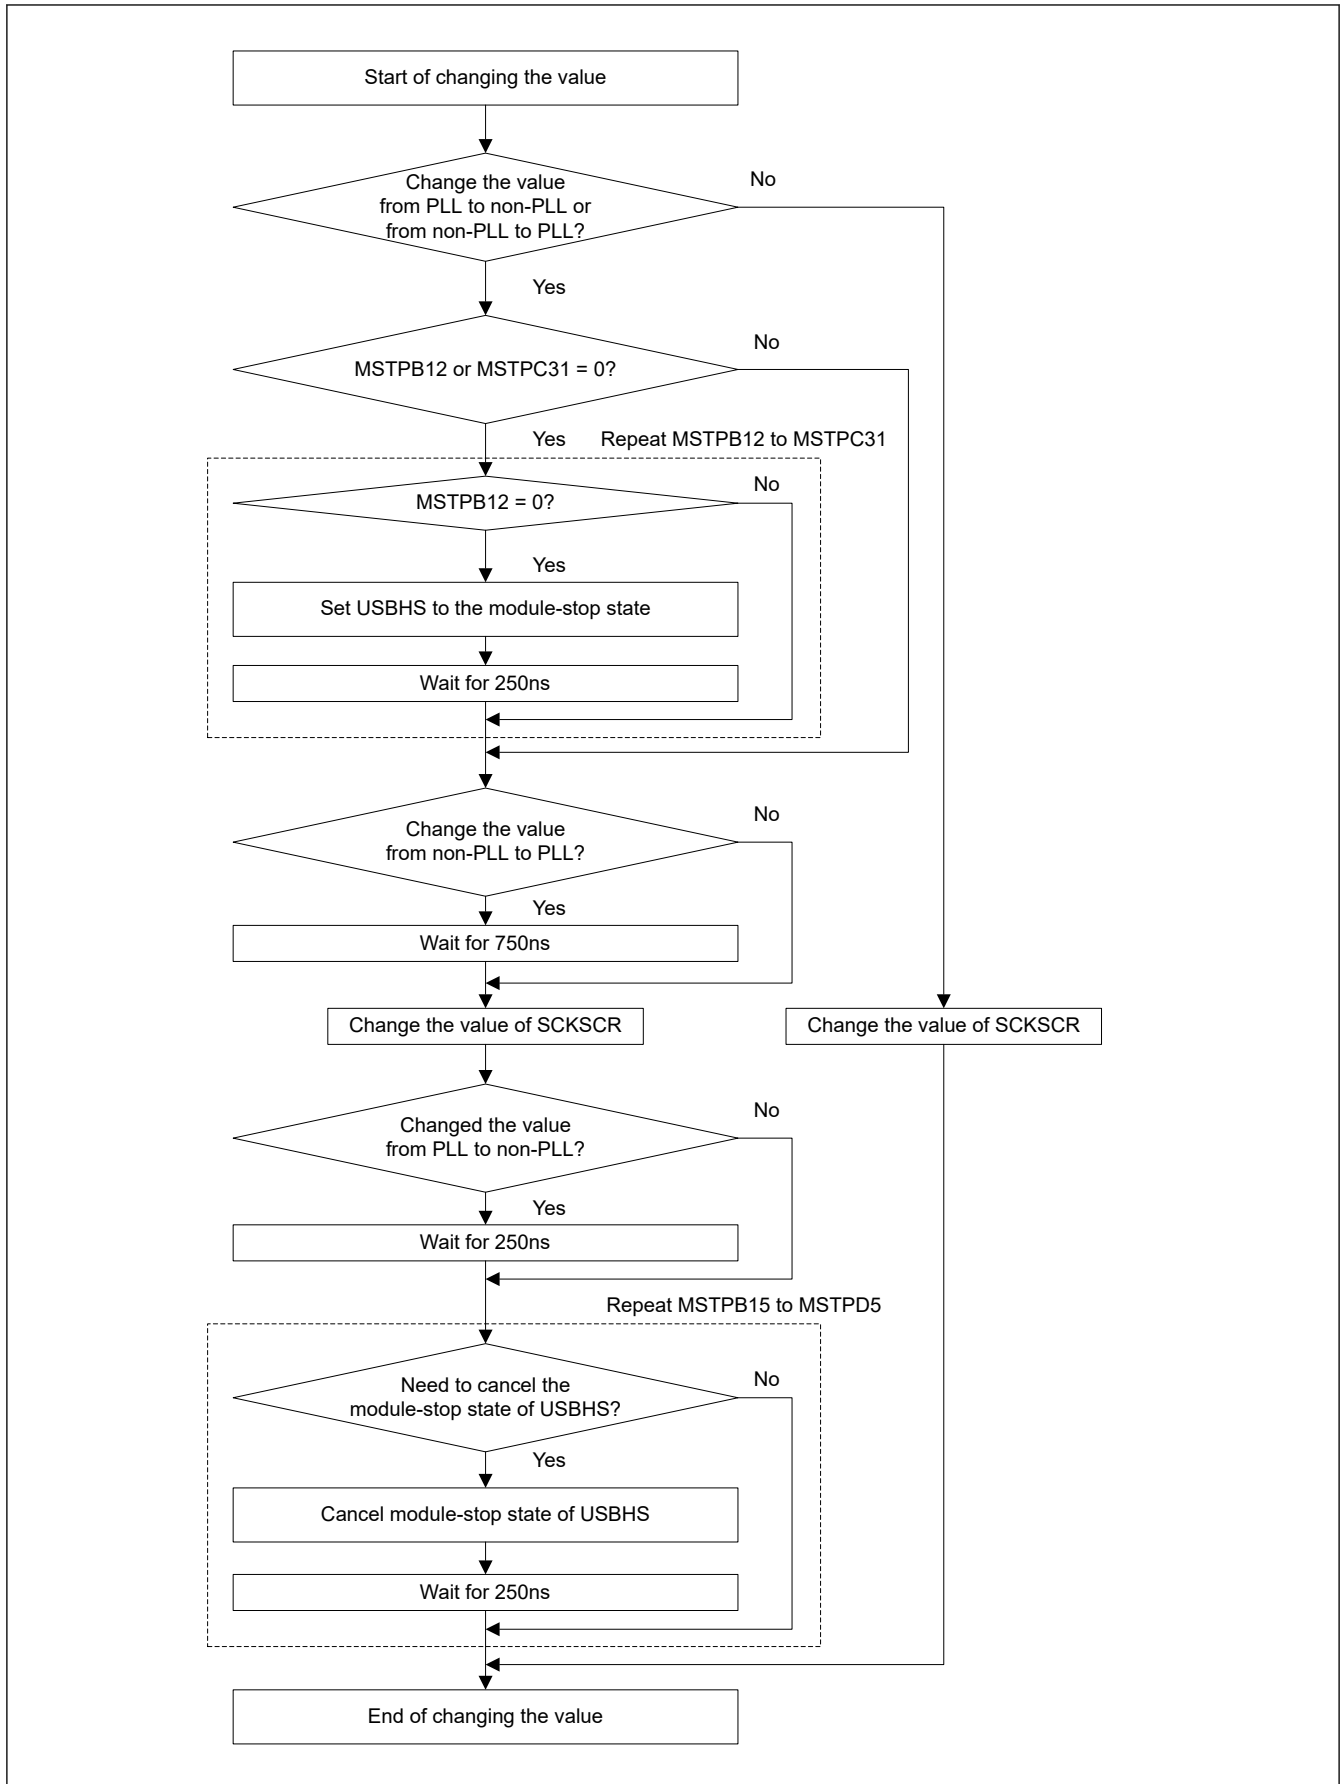 Start of changing the value
Change the value
from PLL to non-PLL or
from non-PLL to PLL?
No
Yes
MSTPB12 or MSTPC31 = 0?
No
Yes
Repeat MSTPB12 to MSTPC31
MSTPB12 = 0?
No
Yes
Set USBHS to the module-stop state
Wait for 250ns
Change the value
from non-PLL to PLL?
No
Yes
Wait for 750ns
Change the value of SCKSCR
Change the value of SCKSCR
Changed the value
from PLL to non-PLL?
No
Yes
Wait for 250ns
Repeat MSTPB15 to MSTPD5
Need to cancel the
module-stop state of USBHS?
No
Yes
Cancel module-stop state of USBHS
Wait for 250ns
End of changing the value